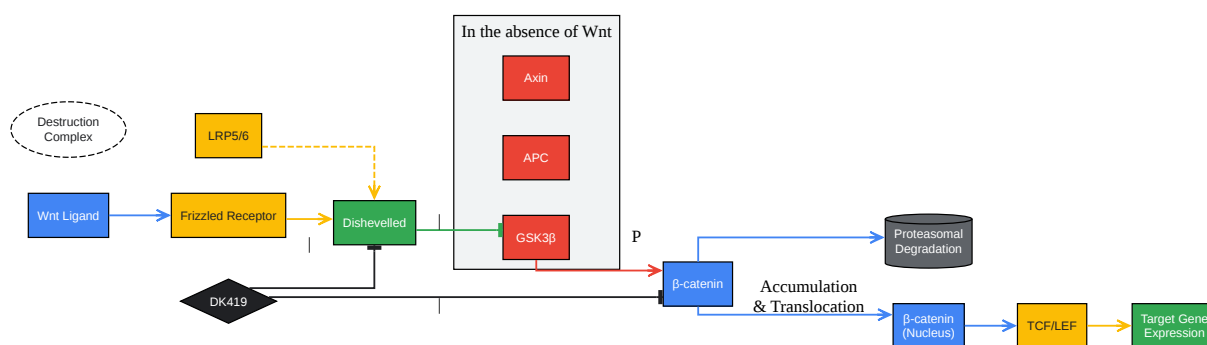 In the absence of Wnt
Axin
Destruction
Complex
LRP5/6
APC
Wnt Ligand
Frizzled Receptor
Dishevelled
GSK3β
P
Proteasomal
Degradation
DK419
β-catenin
Accumulation
& Translocation
β-catenin
(Nucleus)
TCF/LEF
Target Gene
Expression